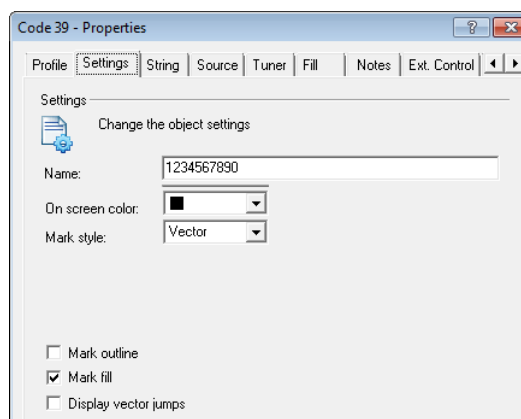 Code 39 - Properties
Profile Settings String Source Tuner Fill Notes Ext. Control
Settings
Change the object settings
Name: 1234567890
On screen color:
Mark style: Vector
Mark outline
Mark fill
Display vector jumps